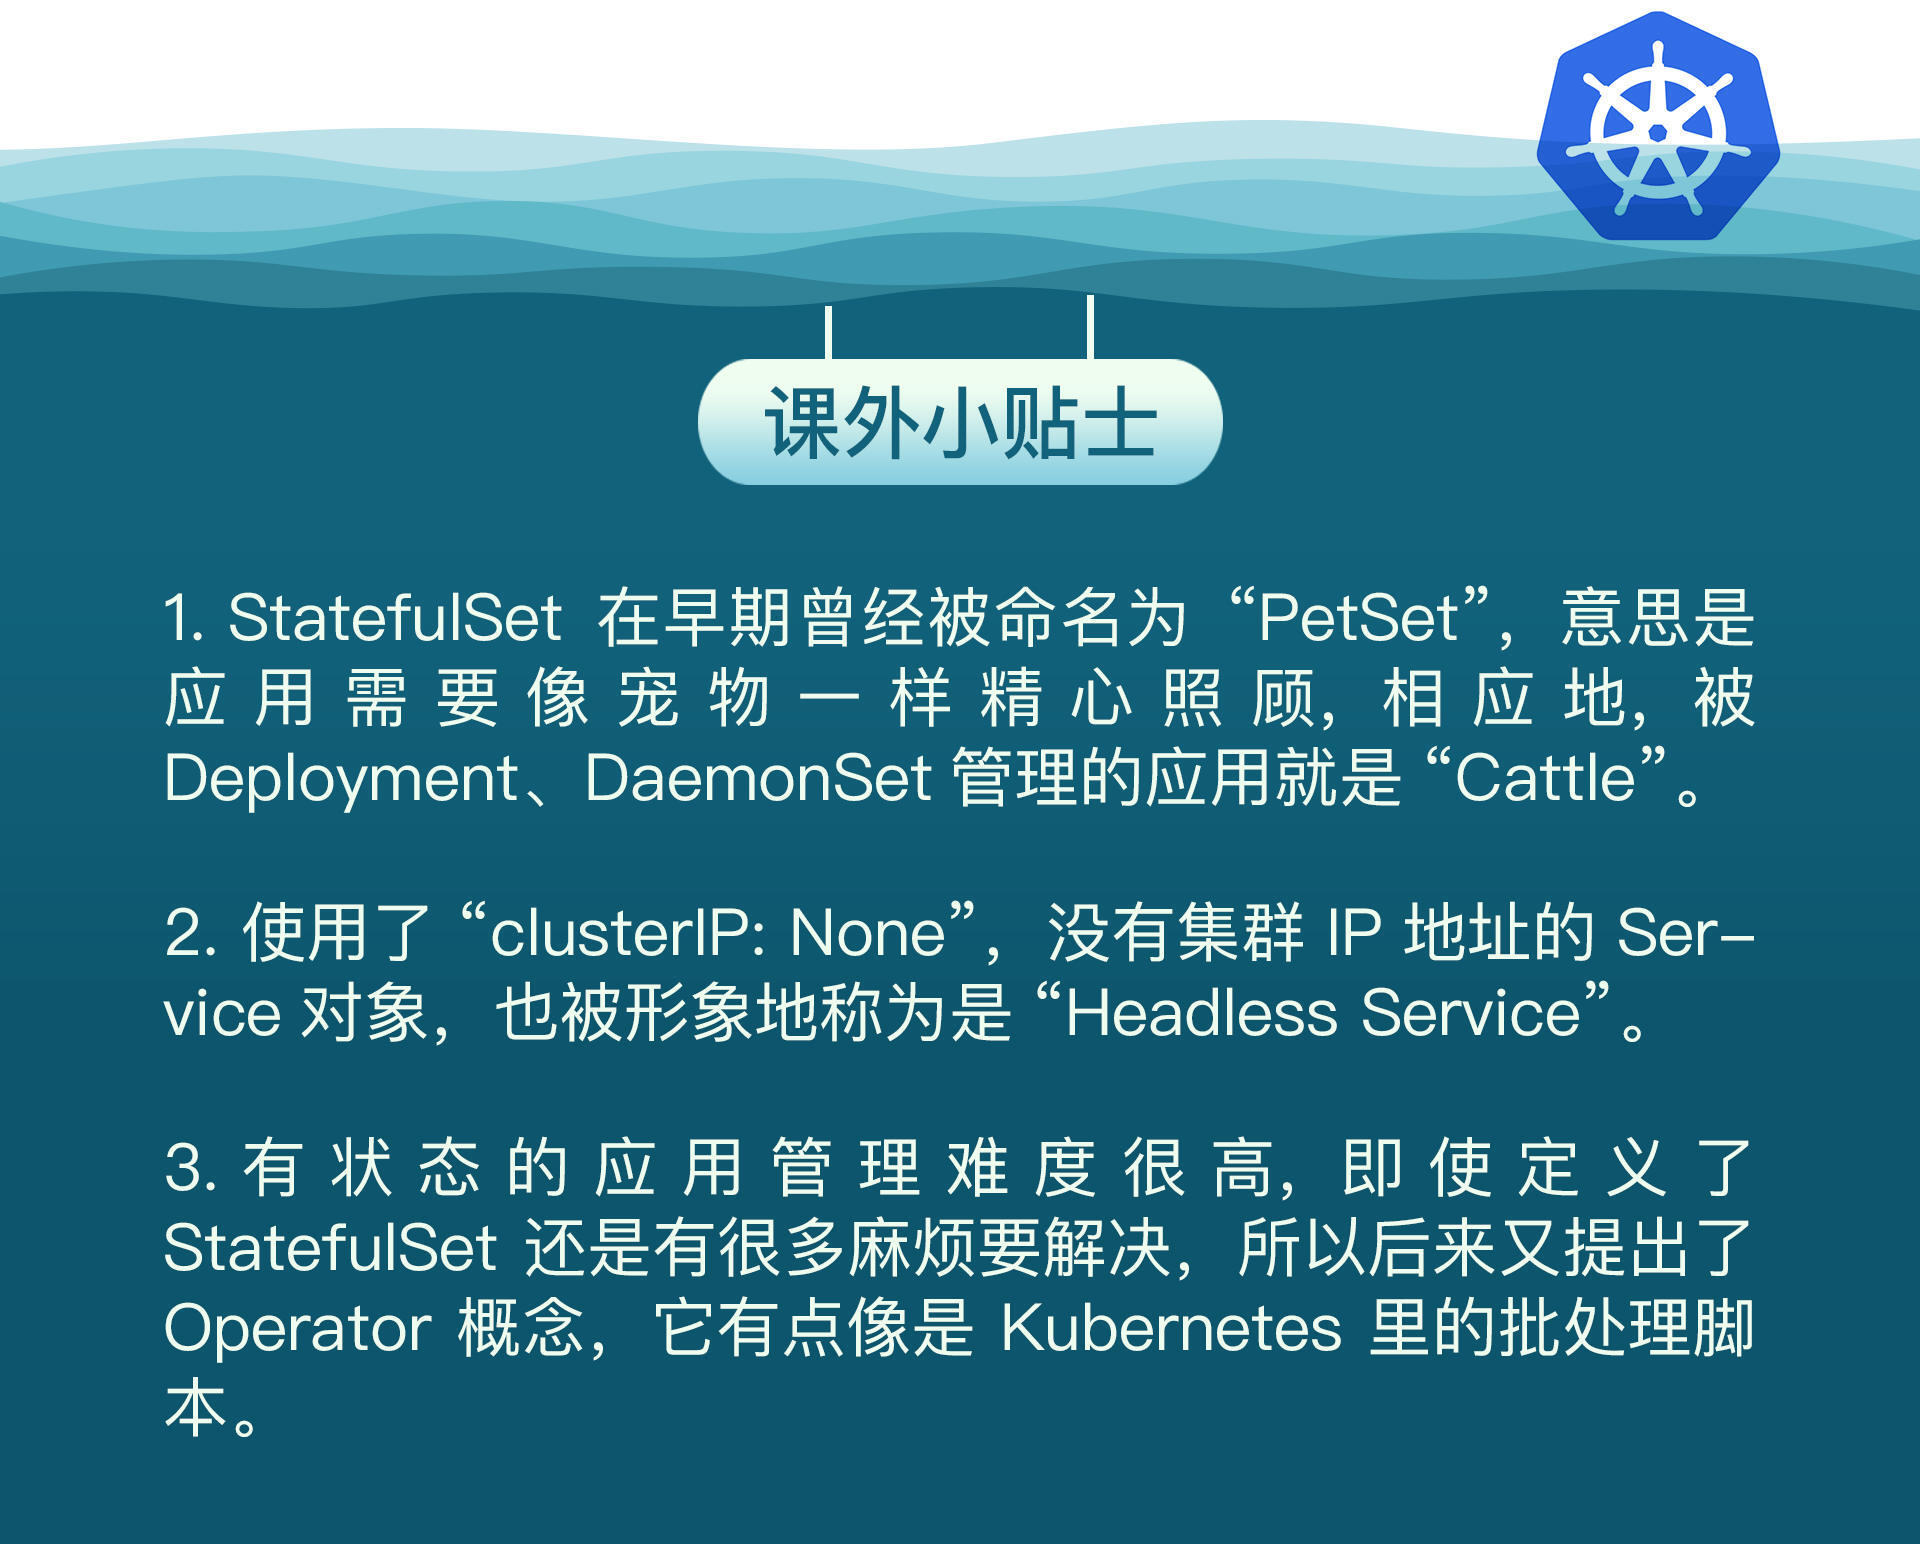 课外小贴士
1. StatefulSet 在早期曾经被命名为“PetSet”，意思是
应用需要像宠物一样精心照顾，相应地，被
Deployment、DaemonSet 管理的应用就是“Cattle”。
2. 使用了“clusterIP: None”，没有集群 IP 地址的 Ser-
vice 对象，也被形象地称为是“Headless Service”。
3. 有状态的应用管理难度很高，即使定义了
StatefulSet 还是有很多麻烦要解决，所以后来又提出了
Operator 概念，它有点像是 Kubernetes 里的批处理脚
本。